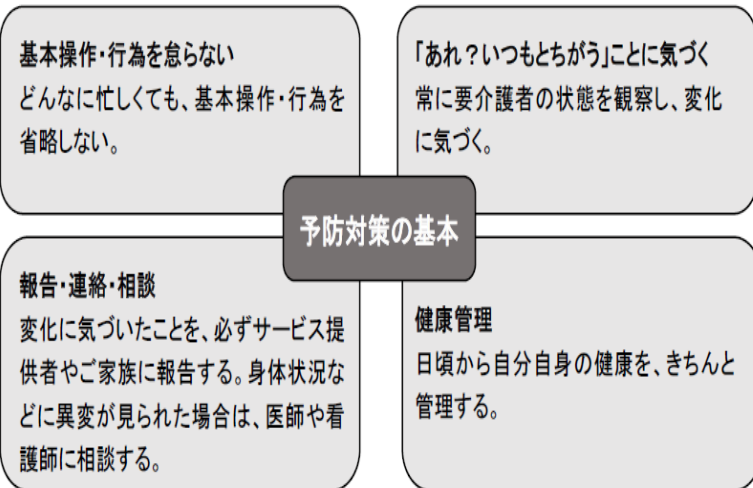 基本操作・行為を怠らない
どんなに忙しくても、基本操作・行為を
省略しない。
「あれ？いつもとちがう」ことに気づく
常に要介護者の状態を観察し、変化
に気づく。
予防対策の基本
報告・連絡・相談
変化に気づいたことを、必ずサービス提
供者やご家族に報告する。身体状況な
どに異変が見られた場合は、医師や看
護師に相談する。
健康管理
日頃から自分自身の健康を、きちんと
管理する。